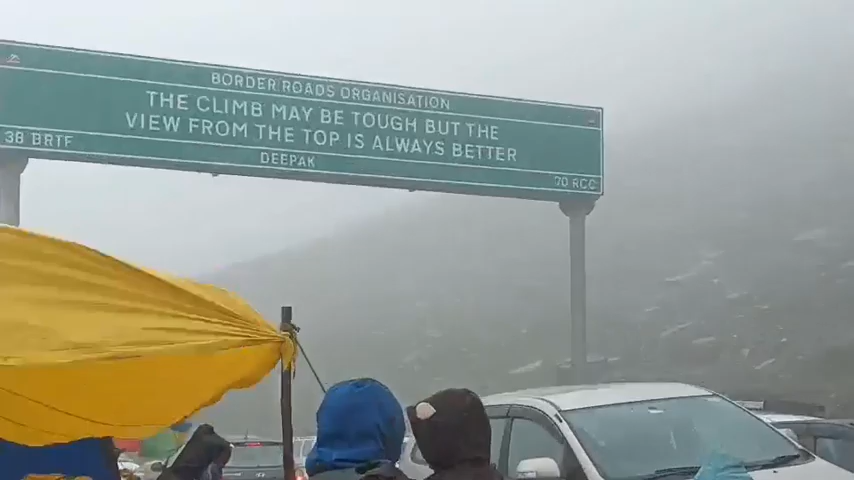 BORDER ROADS ORGANISATION
THE CLIMB MAY BE TOUGH BUT THE
VIEW FROM THE TOP IS ALWAYS BETTER
38 BRTF
DEEPAK
70 RCC